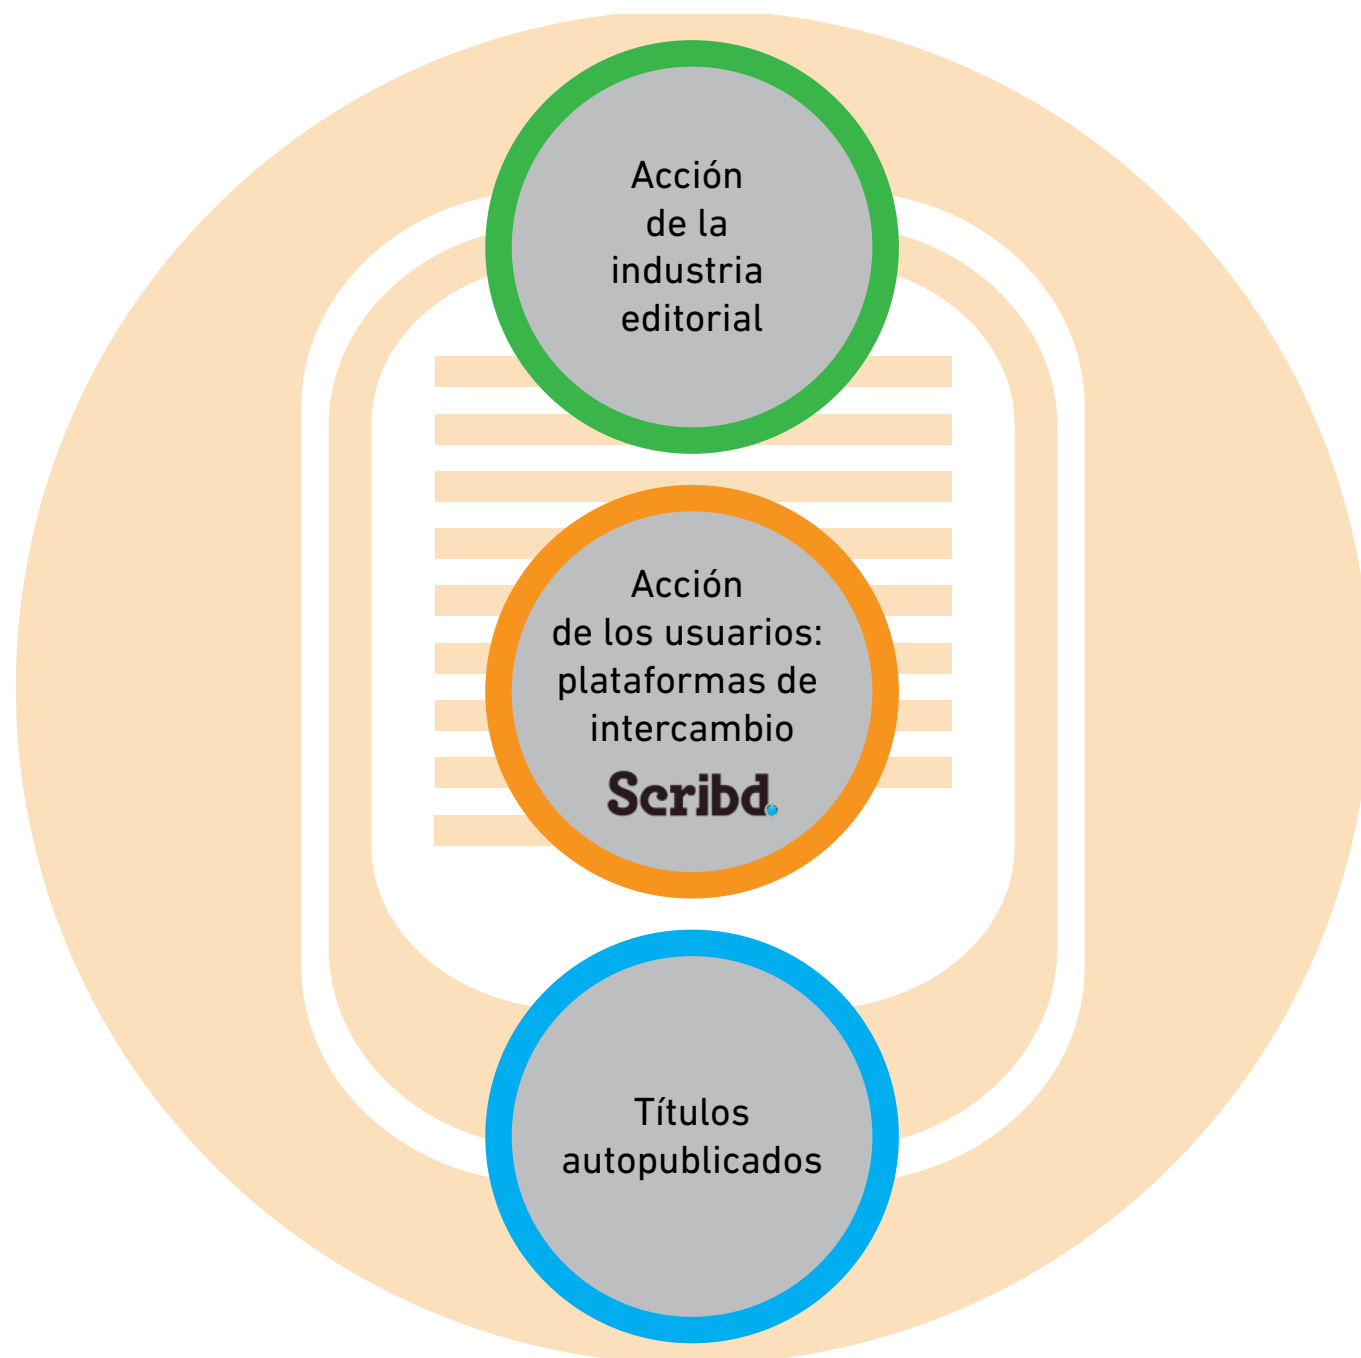 Acción
de la
industria
editorial
Acción
de los usuarios:
plataformas de
intercambio
Scribd.
Títulos
autopublicados